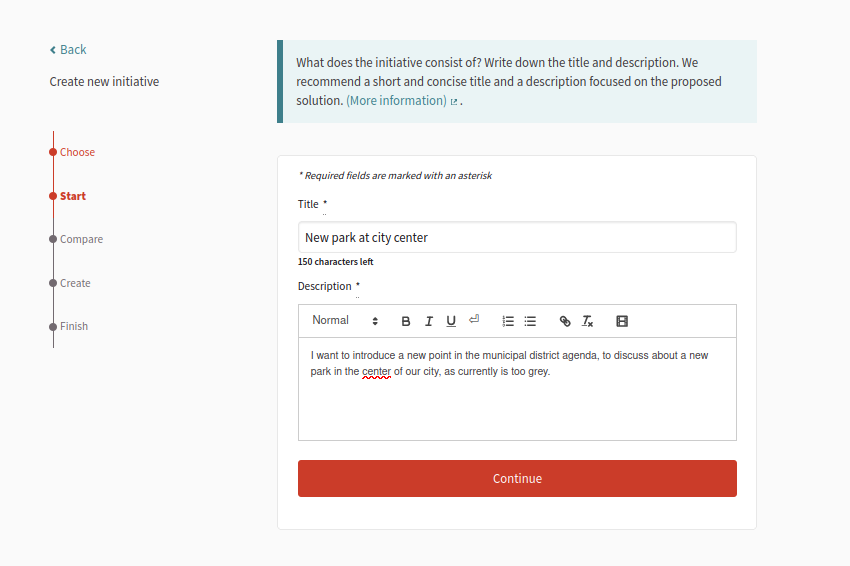 Back
Create new initiative
Choose
Start
Compare
Create
Finish
What does the initiative consist of? Write down the title and description. We
recommend a short and concise title and a description focused on the proposed
solution. (More information) .
* Required fields are marked with an asterisk
Title *
New park at city center
150 characters left
Description *
Normal
I want to introduce a new point in the municipal district agenda, to discuss about a new
park in the center of our city, as currently is too grey.
Continue